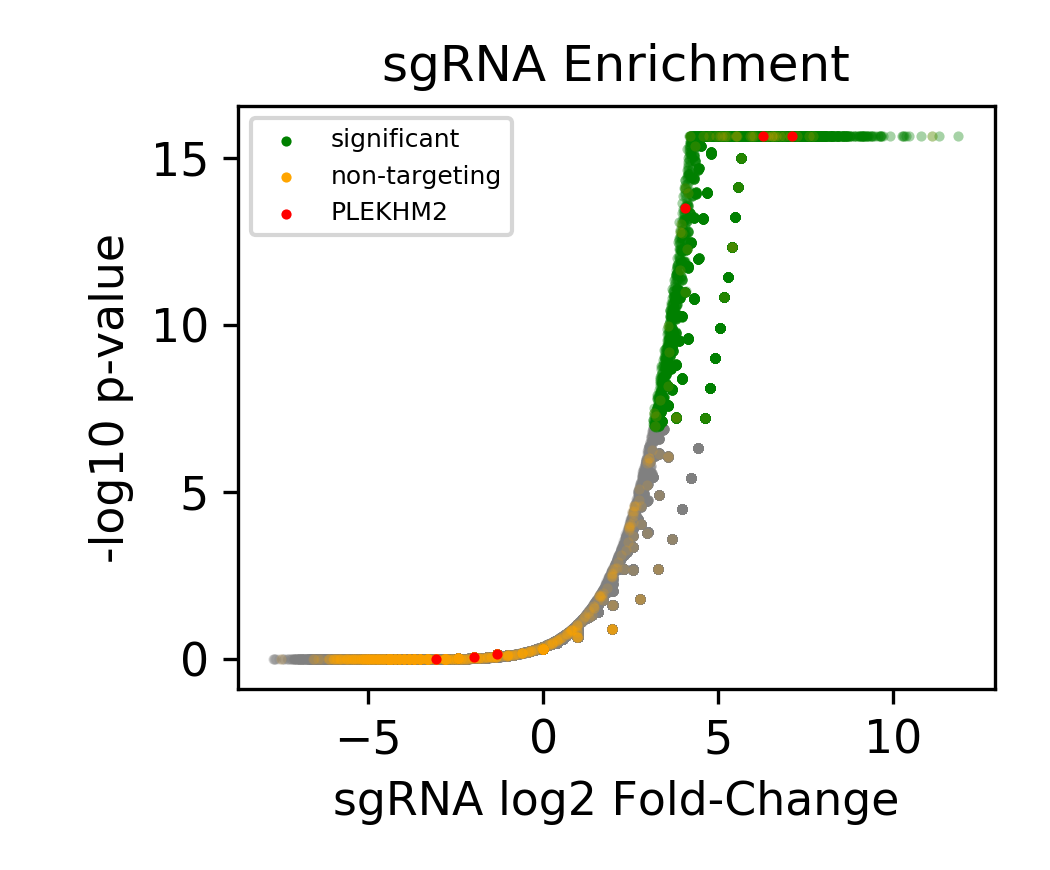 sgRNA Enrichment
significant
non-targeting
PLEKHM2
15
10
5
0
-log10 p-value
−5 0 5 10
sgRNA log2 Fold-Change